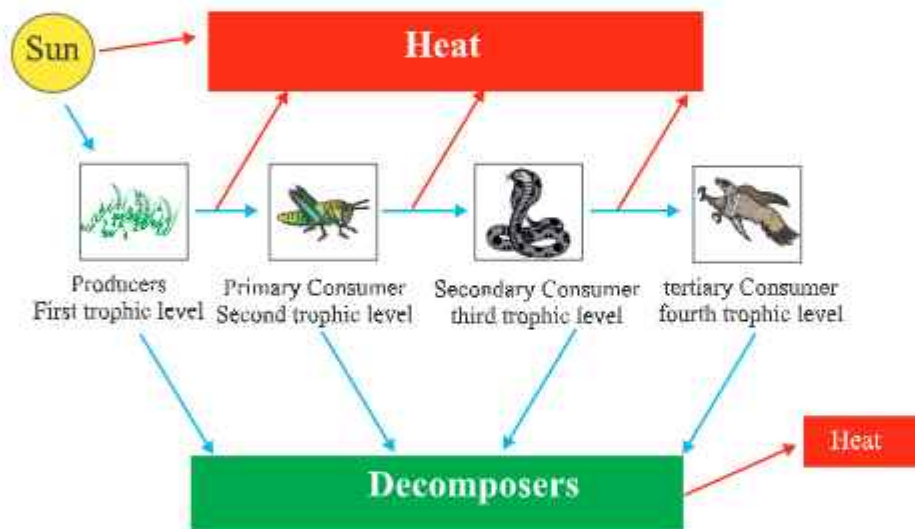 Sun
Heat
Producers
First trophic level
Primary Consumer
Second trophic level
Secondary Consumer
third trophic level
tertiary Consumer
fourth trophic level
Heat
Decomposers